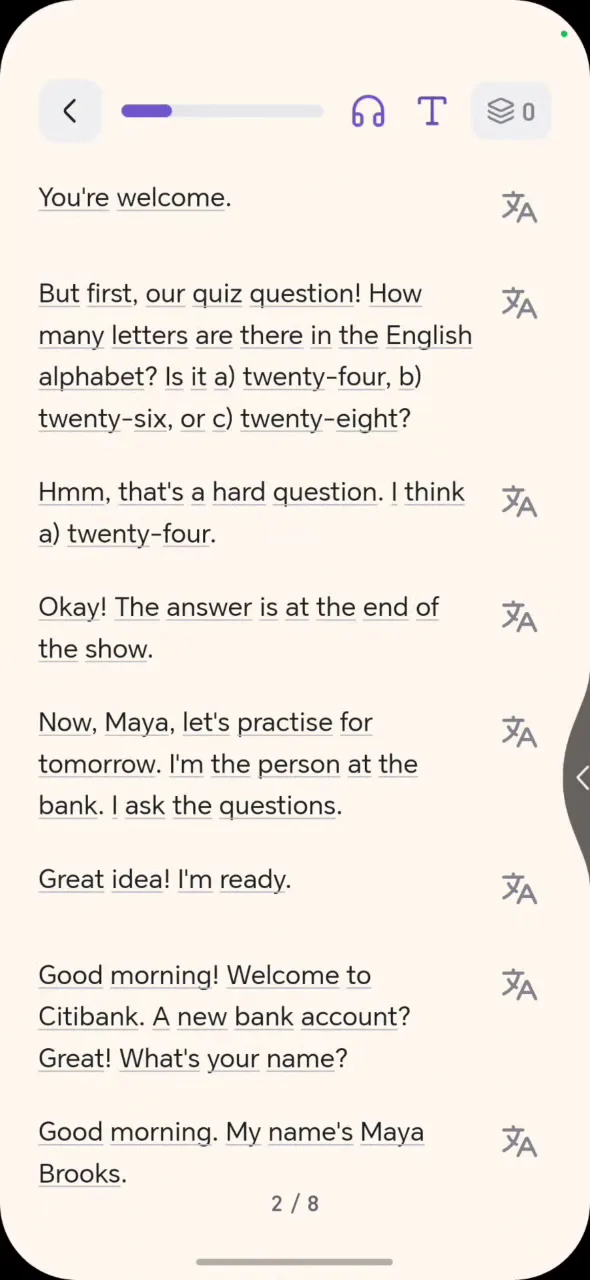 0
You're welcome.
But first, our quiz question! How
many letters are there in the English
alphabet? Is it a) twenty-four, b)
twenty-six, or c) twenty-eight?
Hmm, that's a hard question. I think
a) twenty-four.
Okay! The answer is at the end of
the show.
Now, Maya, let's practise for
tomorrow. I'm the person at the
bank. I ask the questions.
Great idea! I'm ready.
Good morning! Welcome to
Citibank. A new bank account?
Great! What's your name?
Good morning. My name's Maya
Brooks.
2 / 8